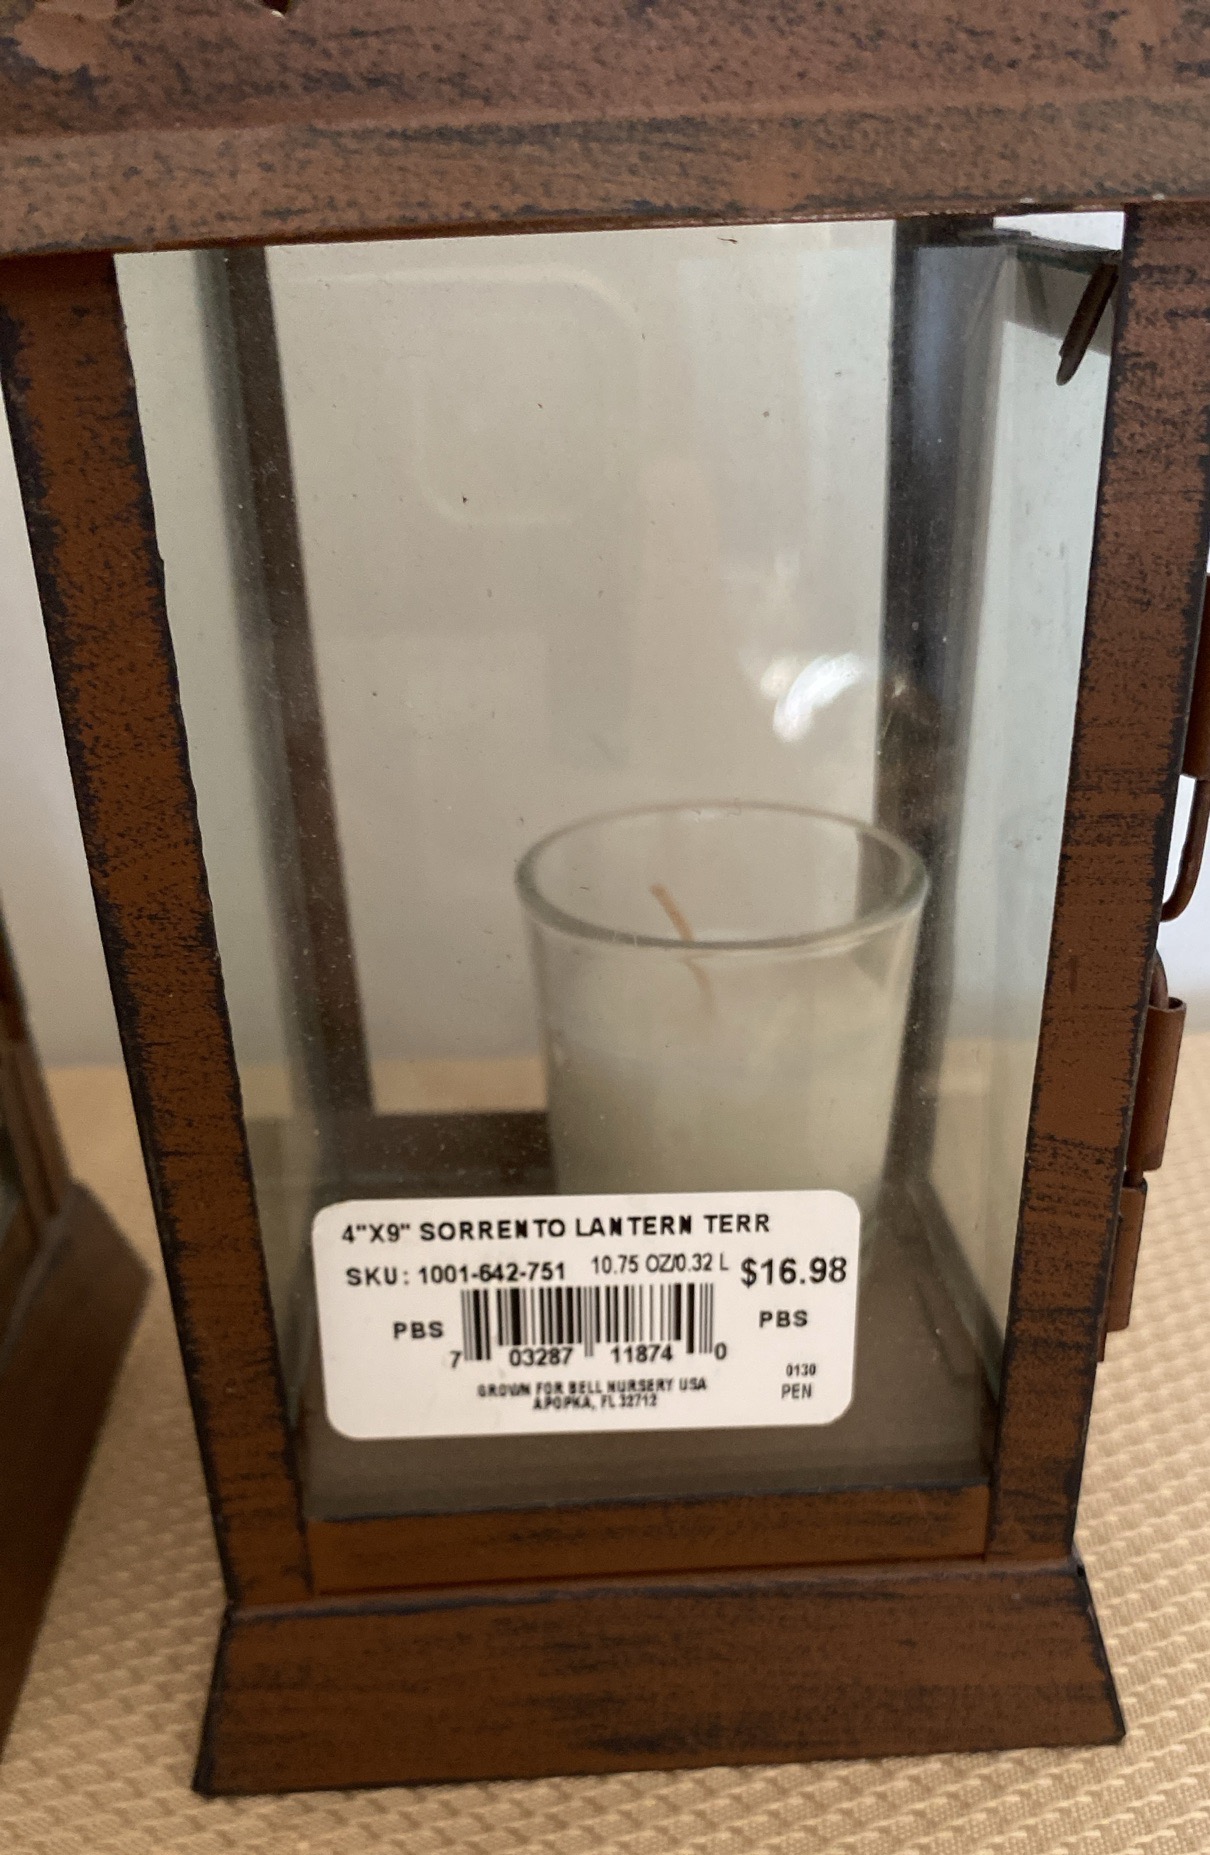 4"X9" SORRENTO LANTERN TERR
SKU: 1001-642-751 10.75 OZ/0.32 L $16.98
PBS PBS
7 03287 11874 0
0130
GROWN FOR BELL NURSERY USA PEN
APOPKA, FL 32712